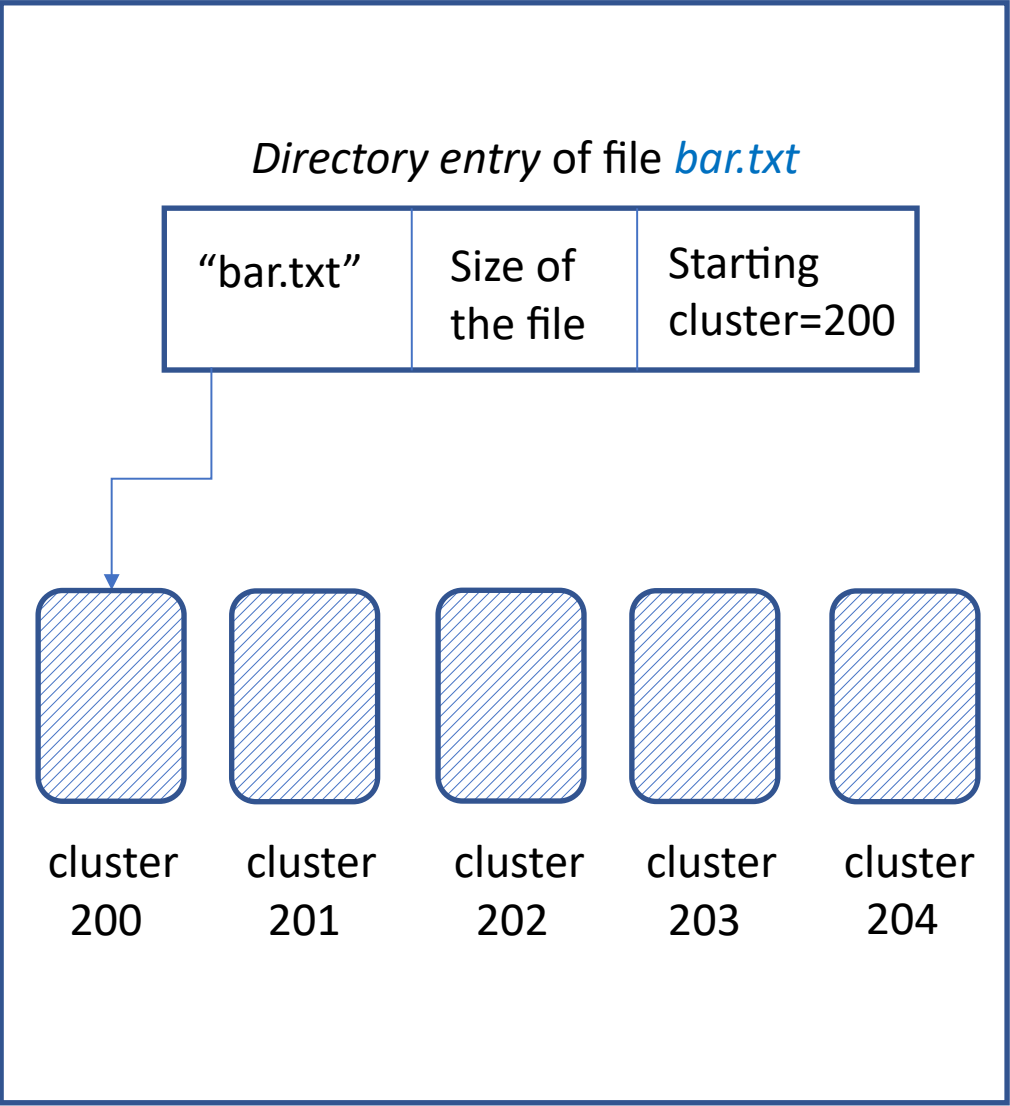 Directory entry of file bar.txt
“bar.txt”
Size of
the file
Starting
cluster=200
cluster
200
cluster
201
cluster
202
cluster
203
cluster
204